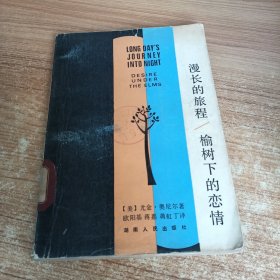 LONG DAY'S
JOURNEY
INTO NIGHT
DESIRE
UNDER
THE ELMS
漫长的旅程
榆树下的恋情
【美】尤金·奥尼尔著
欧阳基 蒋嘉 蒋虹丁译
湖南人民出版社